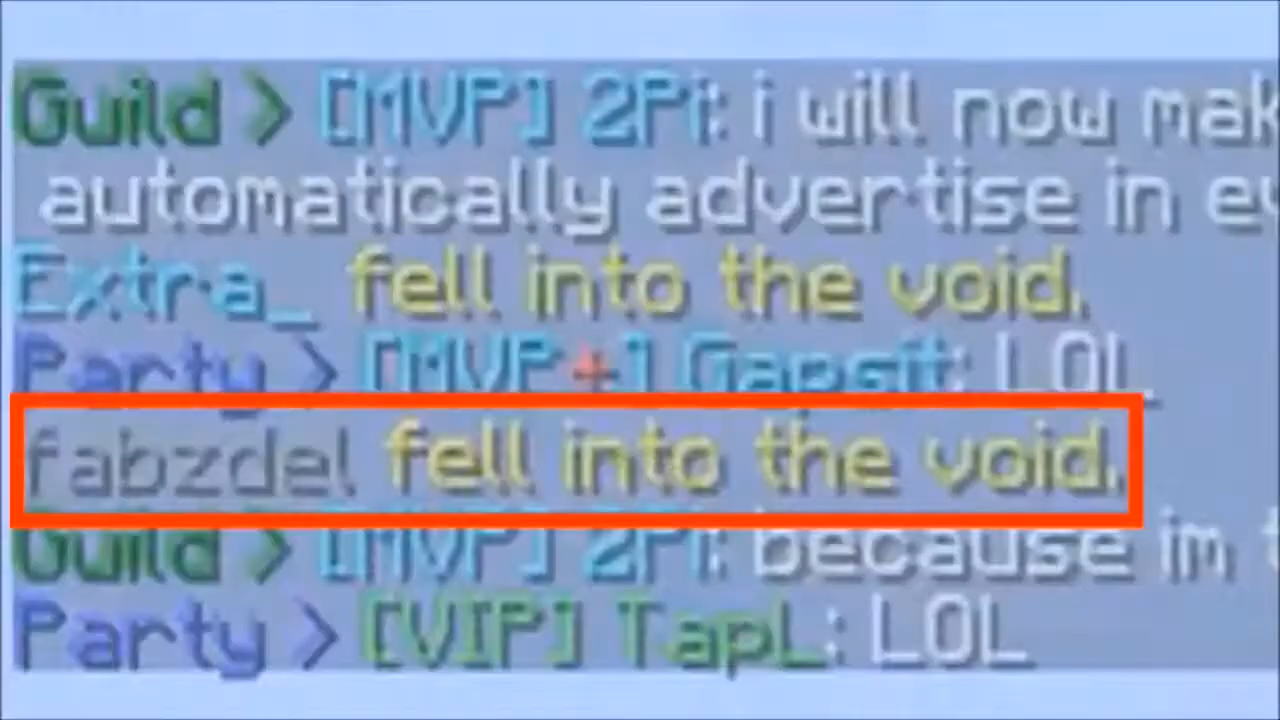 Guild > [MVP] 2Pi: i will now mak
automatically advertise in ev
Extra_ fell into the void.
Party > [MVP+] Gapsit: LOL
fabzdel fell into the void.
Guild > [MVP] 2Pi: because im t
Party > [VIP] TapL: LOL